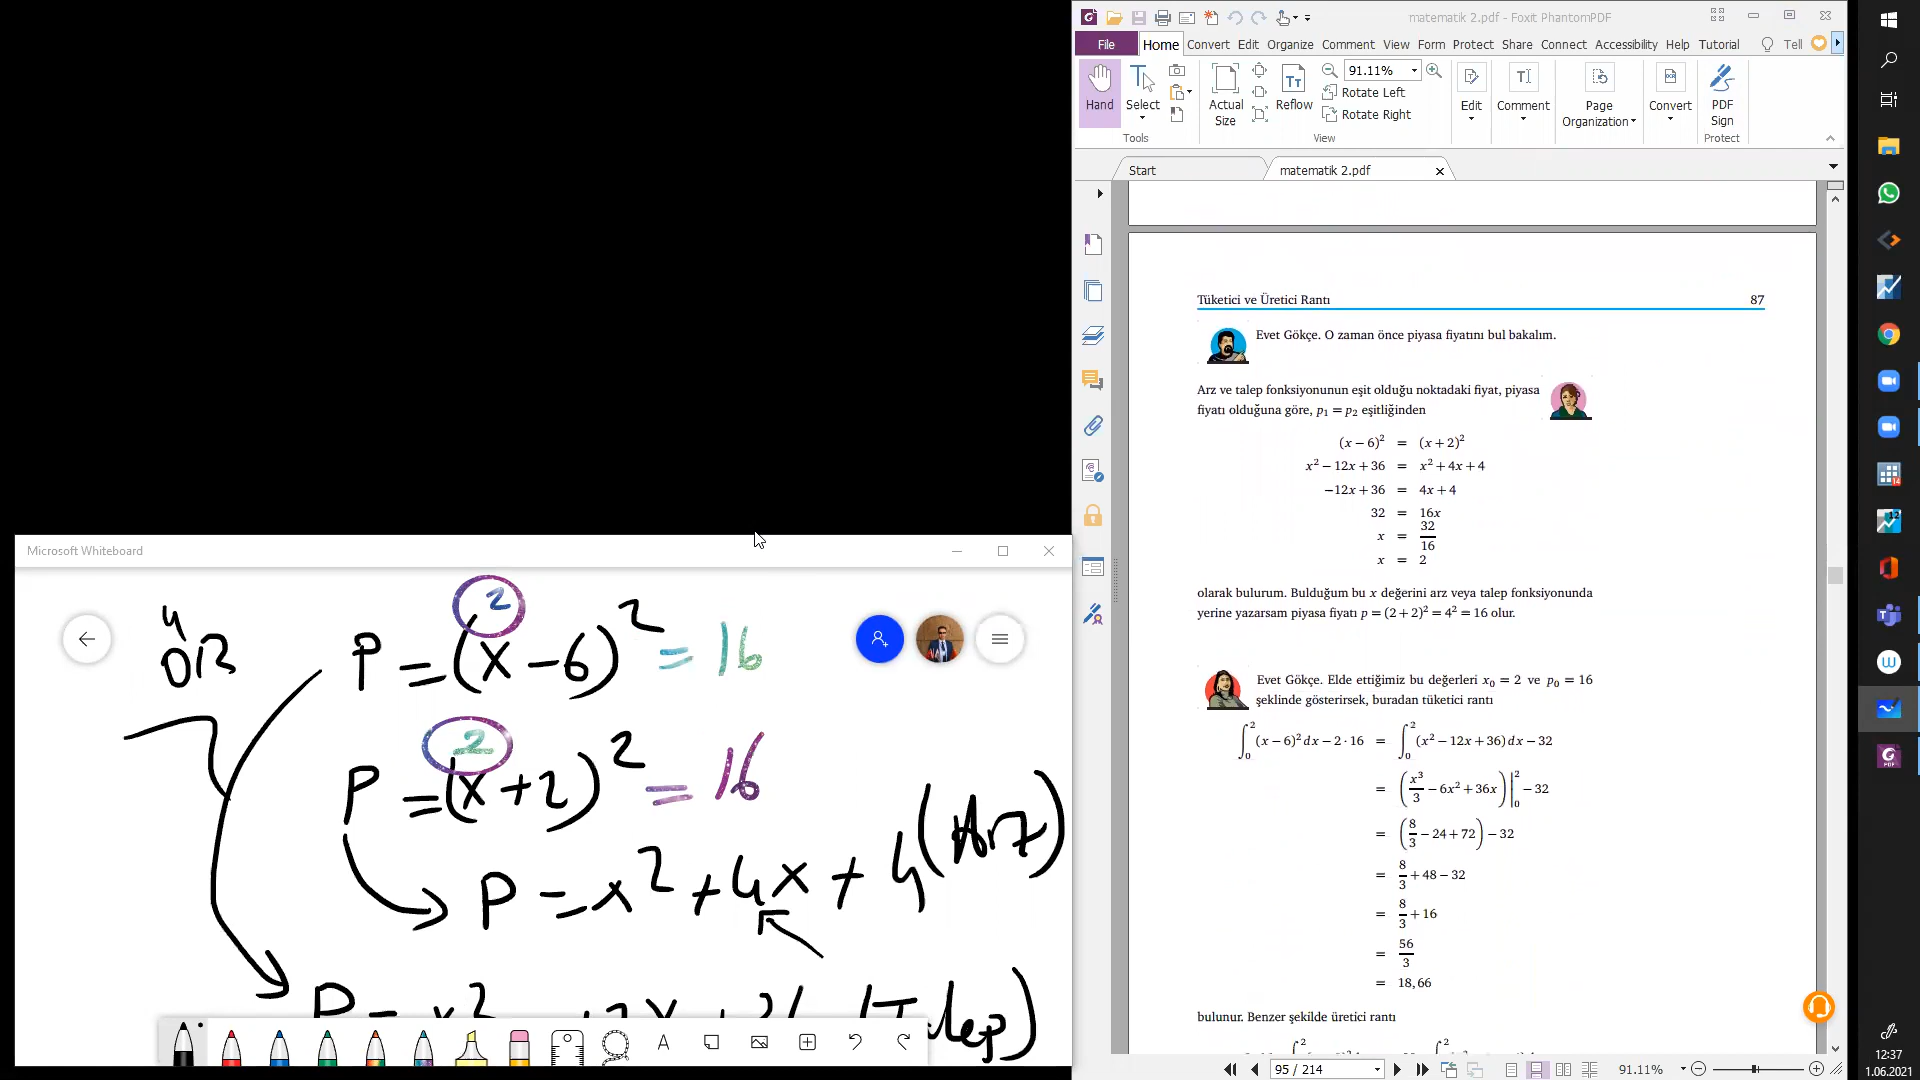 matematik 2.pdf - Foxit PhantomPDF
File Home Convert Edit Organize Comment View Form Protect Share Connect Accessibility Help Tutorial Tell
Hand
Select
Actual Size
Reflow
91.11%
Rotate Left
Rotate Right
Edit
Comment
Page Organization
Convert
PDF Sign
Tools
View
Protect
Start
matematik 2.pdf
Tüketici ve Üretici Rantı 87
Evet Gökçe. O zaman önce piyasa fiyatını bul bakalım.
Arz ve talep fonksiyonunun eşit olduğu noktadaki fiyat, piyasa
fiyatı olduğuna göre, p₁ = p₂ eşitliğinden
(x − 6)² = (x + 2)²
x² − 12x + 36 = x² + 4x + 4
−12x + 36 = 4x + 4
32 = 16x
x = 32/16
x = 2
olarak bulurum. Bulduğum bu x değerini arz veya talep fonksiyonunda
yerine yazarsam piyasa fiyatı p = (2 + 2)² = 4² = 16 olur.
Evet Gökçe. Elde ettiğimiz bu değerleri x₀ = 2 ve p₀ = 16
şeklinde gösterirsek, buradan tüketici rantı
∫₀² (x − 6)² dx − 2 · 16 = ∫₀² (x² − 12x + 36) dx − 32
= (x³/3 − 6x² + 36x)|₀² − 32
= (8/3 − 24 + 72) − 32
= 8/3 + 48 − 32
= 8/3 + 16
= 56/3
= 18,66
bulunur. Benzer şekilde üretici rantı
95 / 214
91.11%
Microsoft Whiteboard
ÖR
2
P = (x − 6)² = 16
2
P = (x + 2)² = 16
P = x² + 4x + 4 (Arz)
(Talep)
12:37
1.06.2021